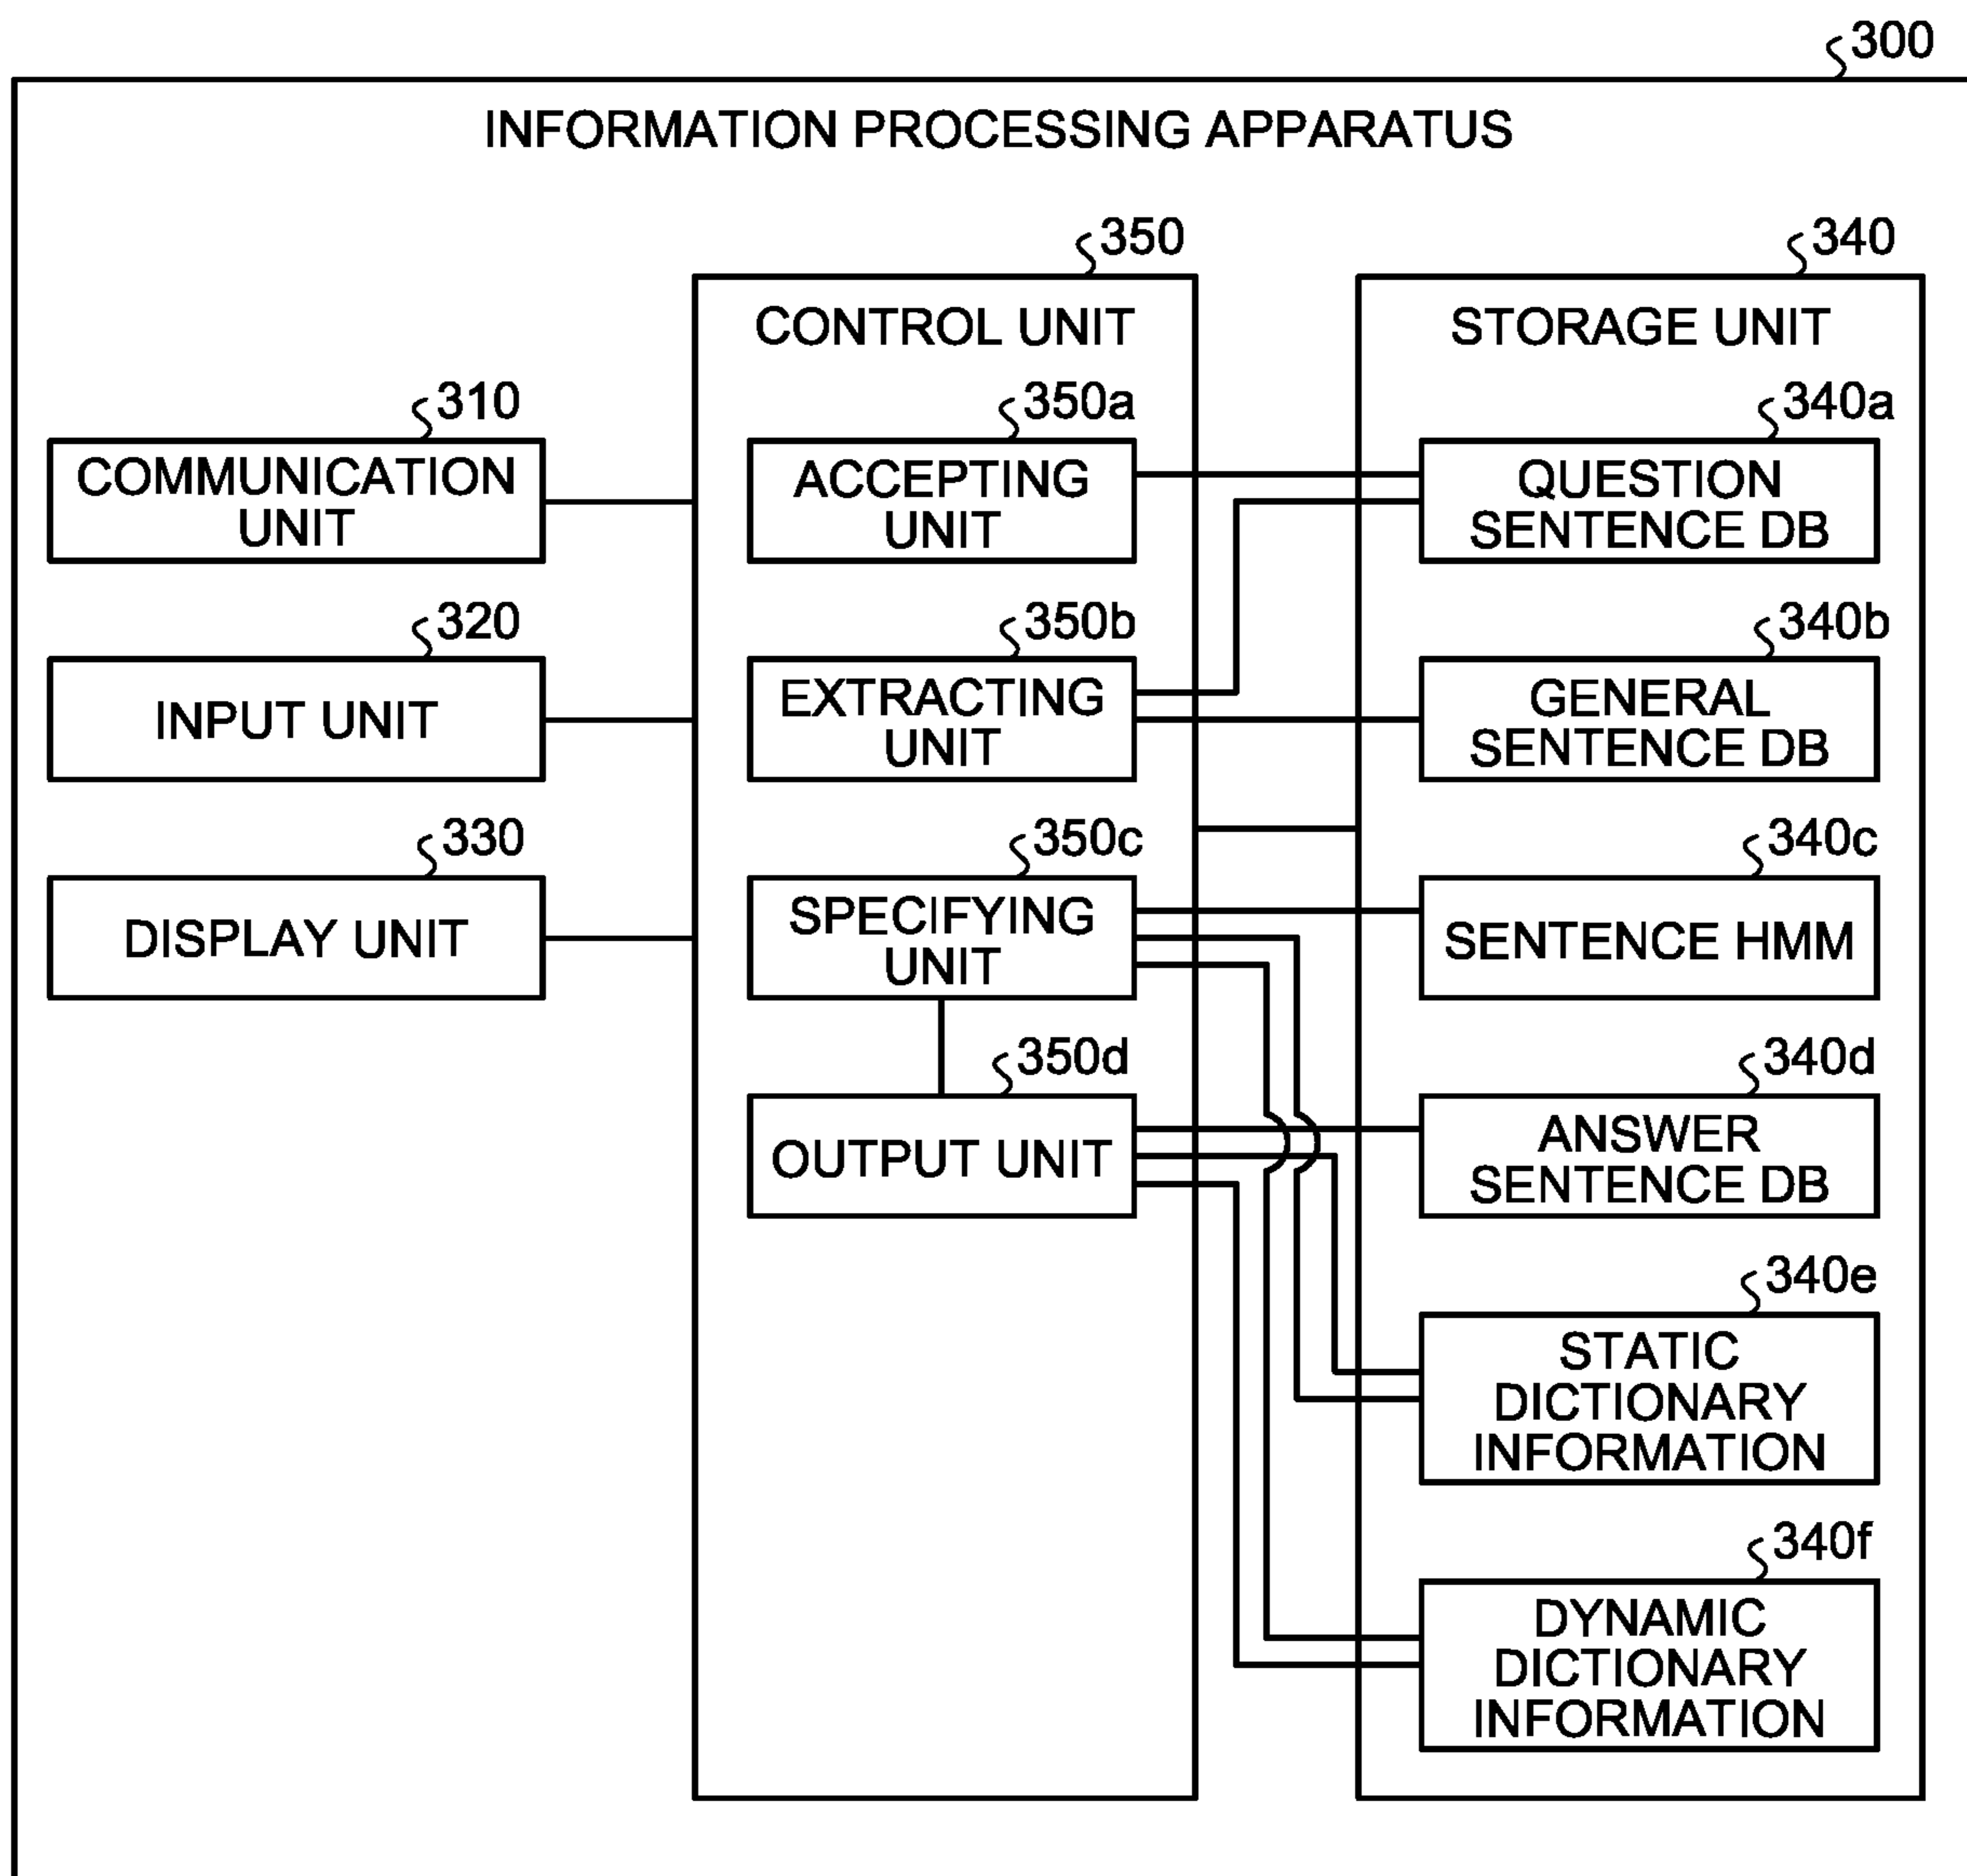 300
INFORMATION PROCESSING APPARATUS
350
340
CONTROL UNIT
STORAGE UNIT
310
350a
340a
COMMUNICATION
UNIT
ACCEPTING
UNIT
QUESTION
SENTENCE DB
320
350b
340b
INPUT UNIT
EXTRACTING
UNIT
GENERAL
SENTENCE DB
330
350c
340c
DISPLAY UNIT
SPECIFYING
UNIT
SENTENCE HMM
350d
340d
OUTPUT UNIT
ANSWER
SENTENCE DB
340e
STATIC
DICTIONARY
INFORMATION
340f
DYNAMIC
DICTIONARY
INFORMATION